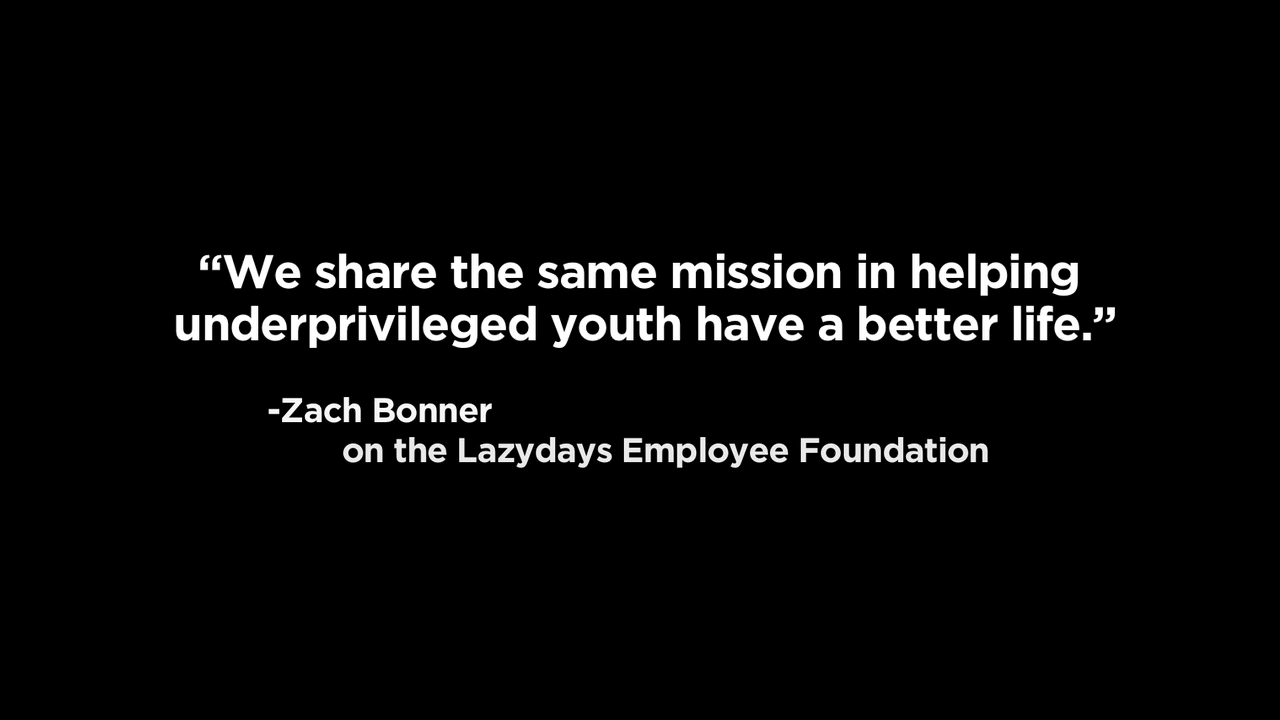 “We share the same mission in helping
underprivileged youth have a better life.”
-Zach Bonner
on the Lazydays Employee Foundation